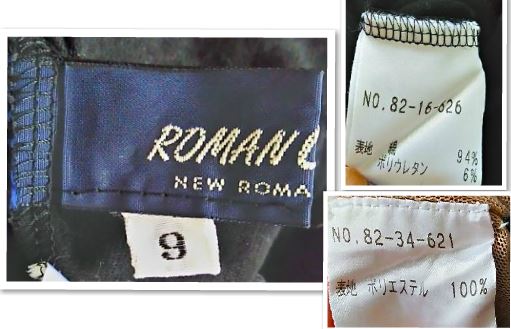 ROMAN
NEW ROMA
9
NO.82-16-626
表地 綿 94%
ポリウレタン 6%
NO.82-34-621
表地 ポリエステル 100%